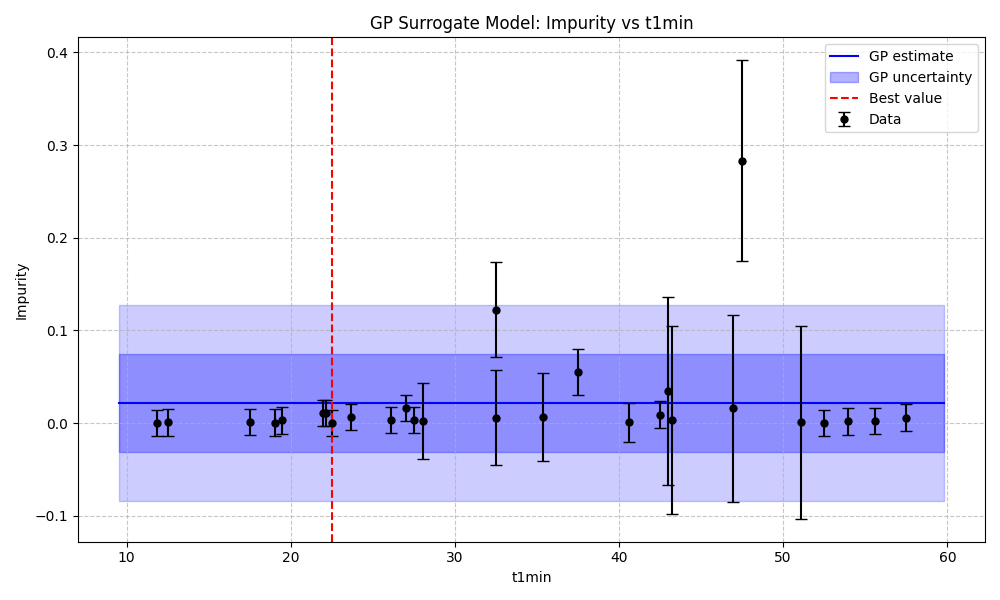 GP Surrogate Model: Impurity vs t1min
GP estimate
GP uncertainty
Best value
Data
Impurity
0.4
0.3
0.2
0.1
0.0
−0.1
10 20 30 40 50 60
t1min